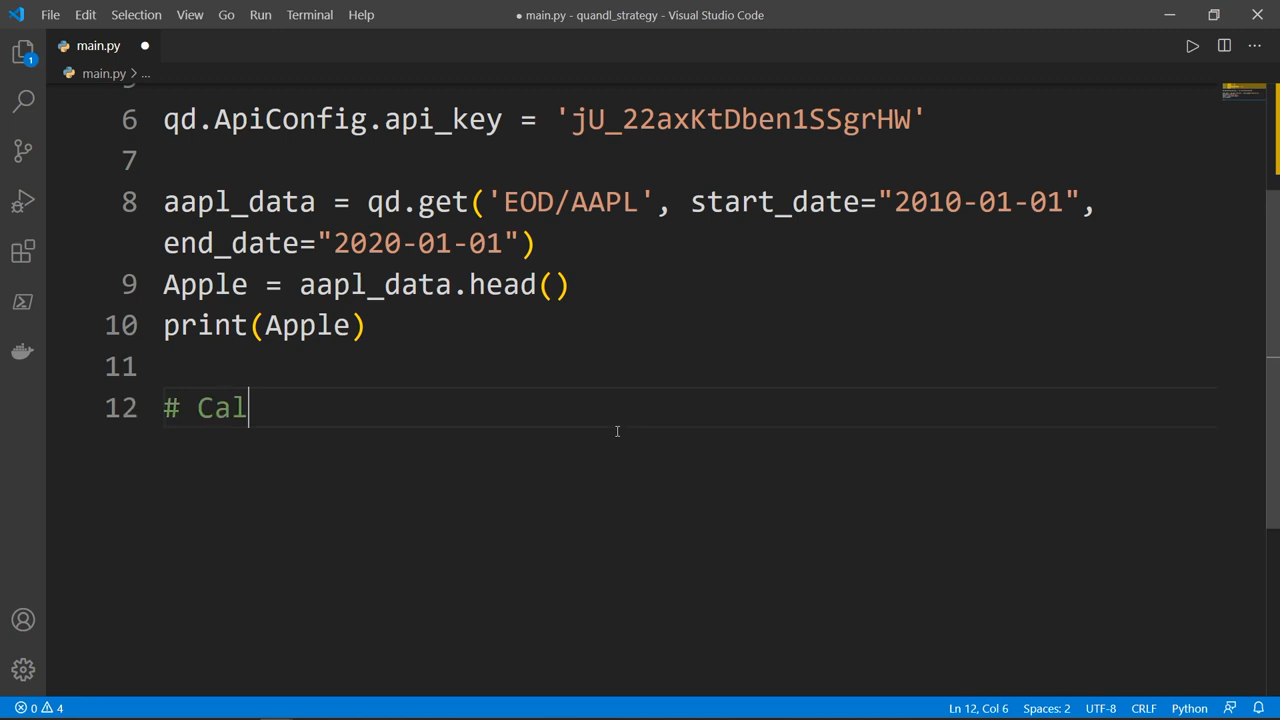 File Edit Selection View Go Run Terminal Help
● main.py - quandl_strategy - Visual Studio Code
main.py
main.py > ...
1
6 qd.ApiConfig.api_key = 'jU_22axKtDben1SSgrHW'
7
8 aapl_data = qd.get('EOD/AAPL', start_date="2010-01-01",
end_date="2020-01-01")
9 Apple = aapl_data.head()
10 print(Apple)
11
12 # Cal
0 4
Ln 12, Col 6 Spaces: 2 UTF-8 CRLF Python